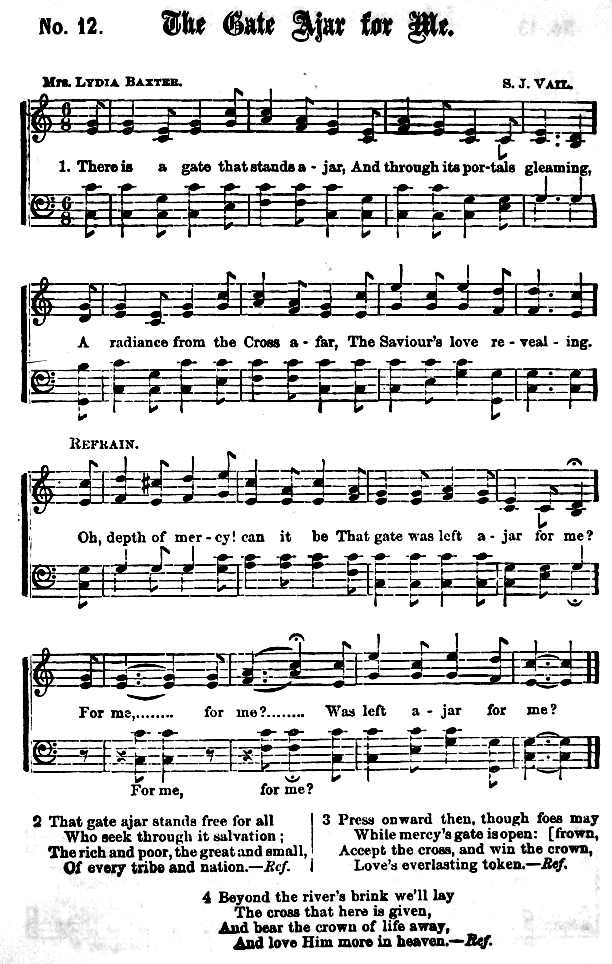 No. 12. The Gate Ajar for Me.
Mrs. Lydia Baxter. S. J. Vail.
1. There is a gate that stands a - jar, And through its por-tals gleaming,
A radiance from the Cross a - far, The Saviour's love re - veal - ing.
Refrain.
Oh, depth of mer - cy! can it be That gate was left a - jar for me?
For me,........ for me?........ Was left a - jar for me?
For me, for me?
2 That gate ajar stands free for all
Who seek through it salvation;
The rich and poor, the great and small,
Of every tribe and nation.—Ref.
3 Press onward then, though foes may
While mercy's gate is open: [frown,
Accept the cross, and win the crown,
Love's everlasting token.—Ref.
4 Beyond the river's brink we'll lay
The cross that here is given,
And bear the crown of life away,
And love Him more in heaven.—Ref.